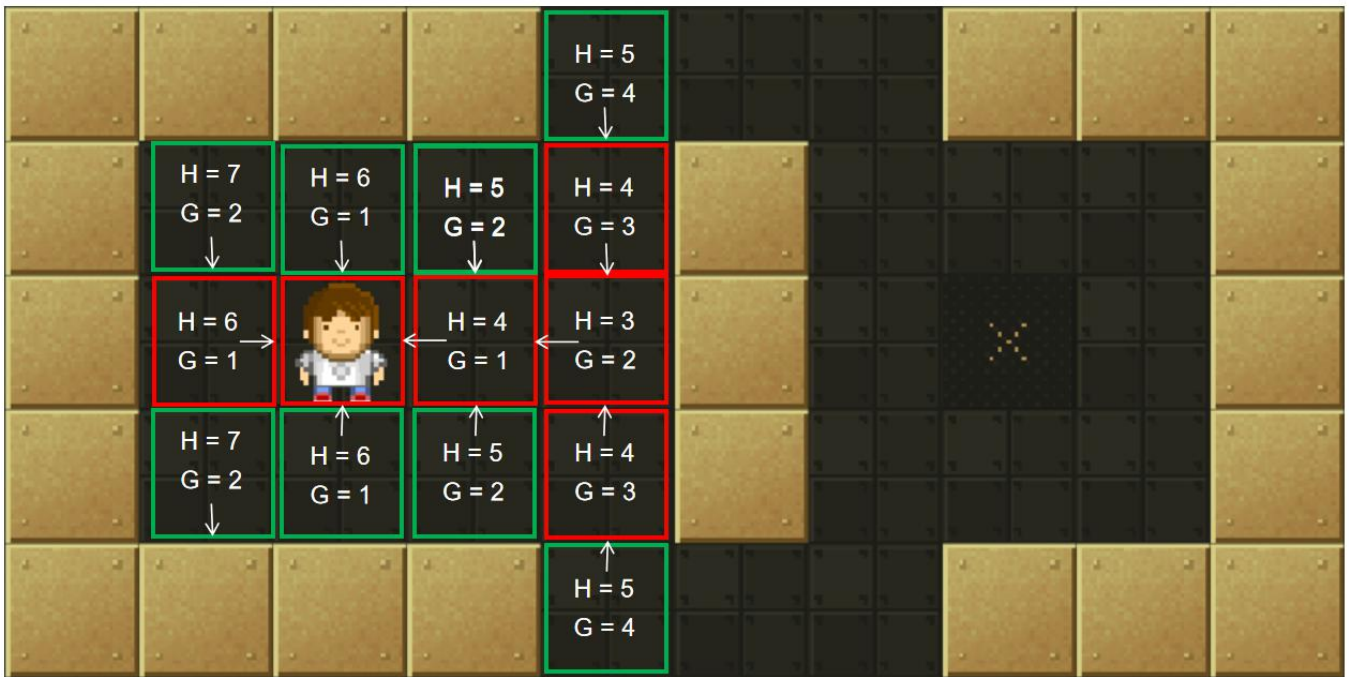 H = 5
G = 4
H = 7
G = 2
H = 6
G = 1
H = 5
G = 2
H = 4
G = 3
H = 6
G = 1
H = 4
G = 1
H = 3
G = 2
H = 7
G = 2
H = 6
G = 1
H = 5
G = 2
H = 4
G = 3
H = 5
G = 4